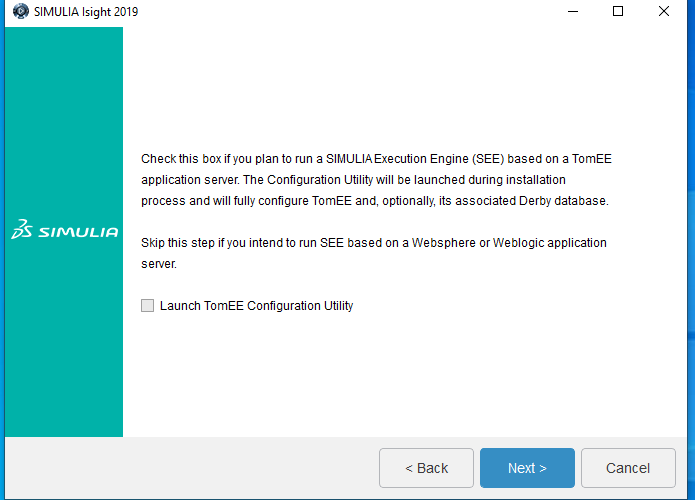 SIMULIA Isight 2019
Check this box if you plan to run a SIMULIA Execution Engine (SEE) based on a TomEE
application server. The Configuration Utility will be launched during installation
process and will fully configure TomEE and, optionally, its associated Derby database.
Skip this step if you intend to run SEE based on a Websphere or Weblogic application
server.
SIMULIA
Launch TomEE Configuration Utility
< Back
Next >
Cancel